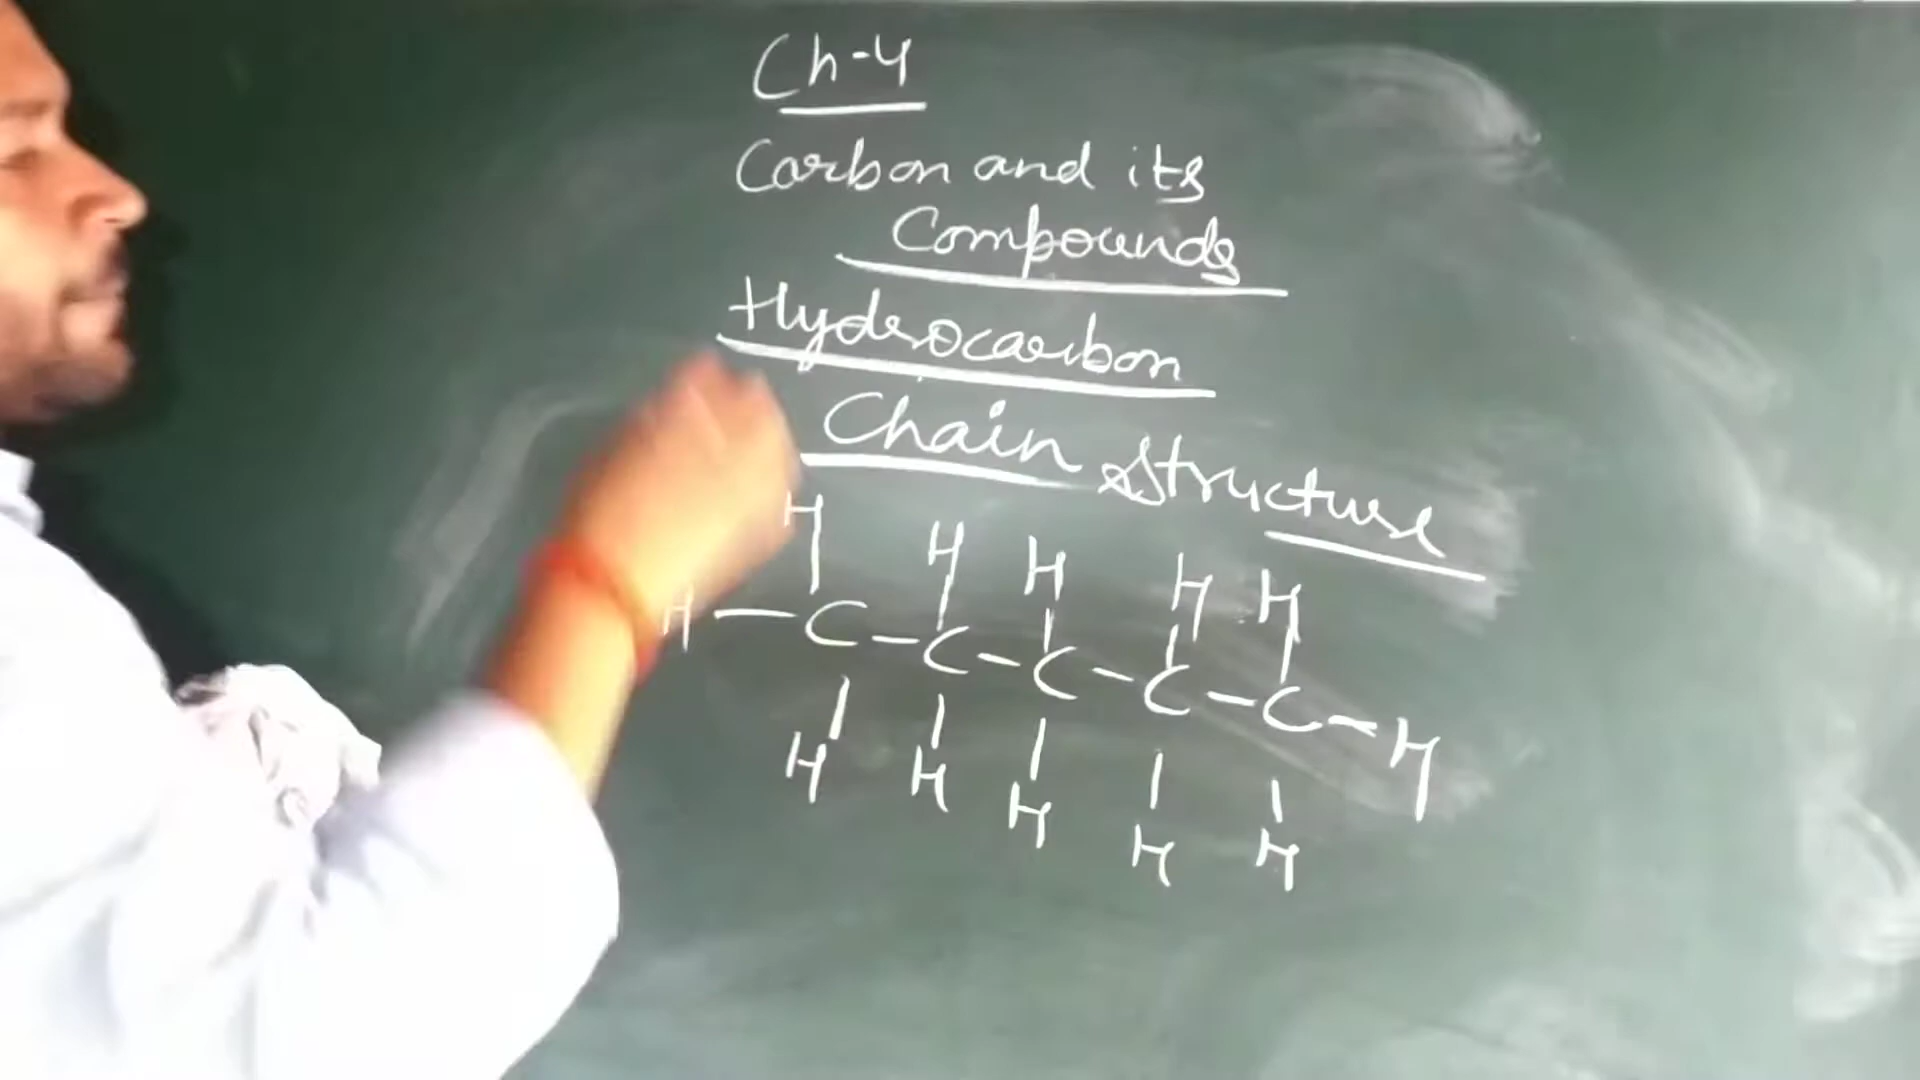 Ch-4
Carbon and its
Compounds
Hydrocarbon
Chain Structure
H H H H H
H-C-C-C-C-C-H
H H H H H